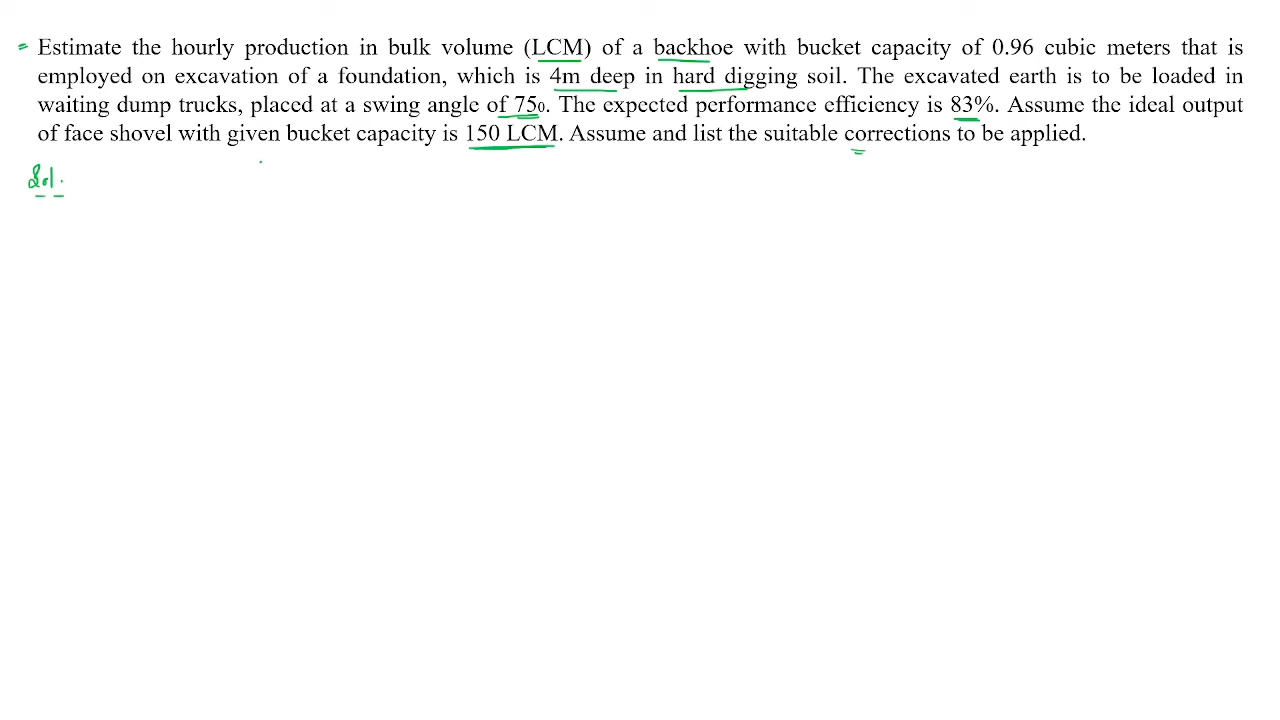 Estimate the hourly production in bulk volume (LCM) of a backhoe with bucket capacity of 0.96 cubic meters that is
employed on excavation of a foundation, which is 4m deep in hard digging soil. The excavated earth is to be loaded in
waiting dump trucks, placed at a swing angle of 750. The expected performance efficiency is 83%. Assume the ideal output
of face shovel with given bucket capacity is 150 LCM. Assume and list the suitable corrections to be applied.
Sol.